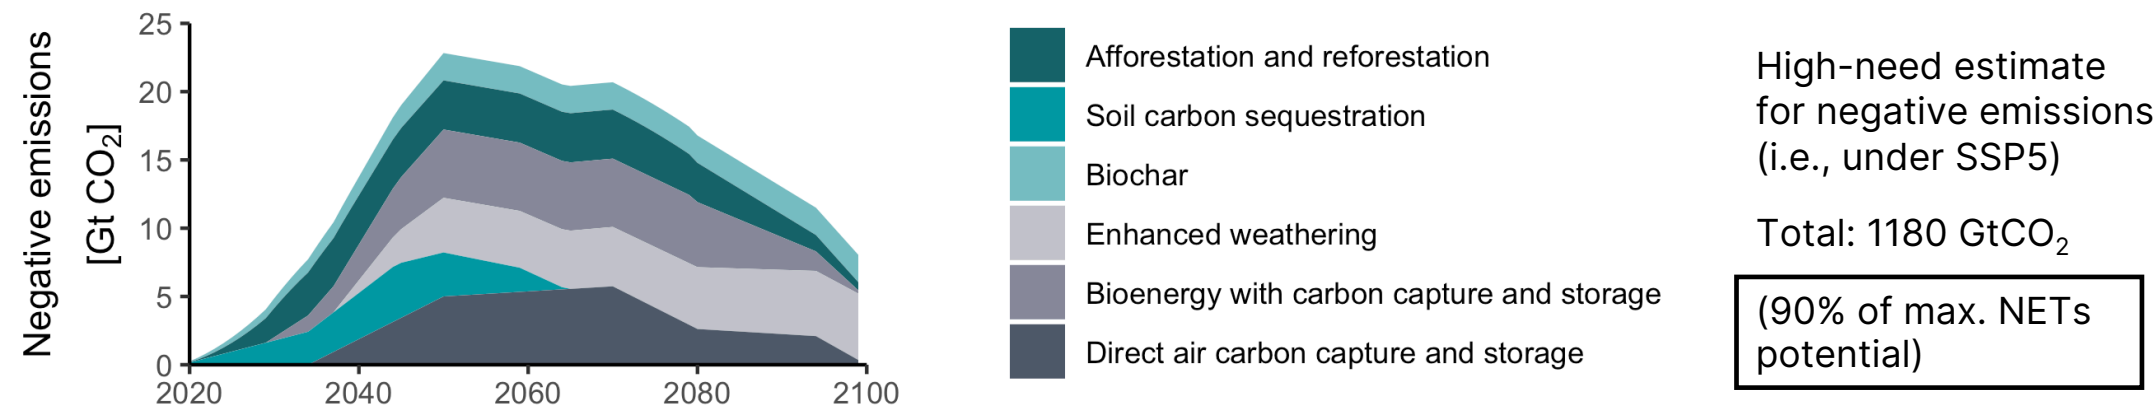 Negative emissions
[Gt CO₂]
25
20
15
10
5
0
2020
2040
2060
2080
2100
Afforestation and reforestation
Soil carbon sequestration
Biochar
Enhanced weathering
Bioenergy with carbon capture and storage
Direct air carbon capture and storage
High-need estimate
for negative emissions
(i.e., under SSP5)
Total: 1180 GtCO₂
(90% of max. NETs
potential)